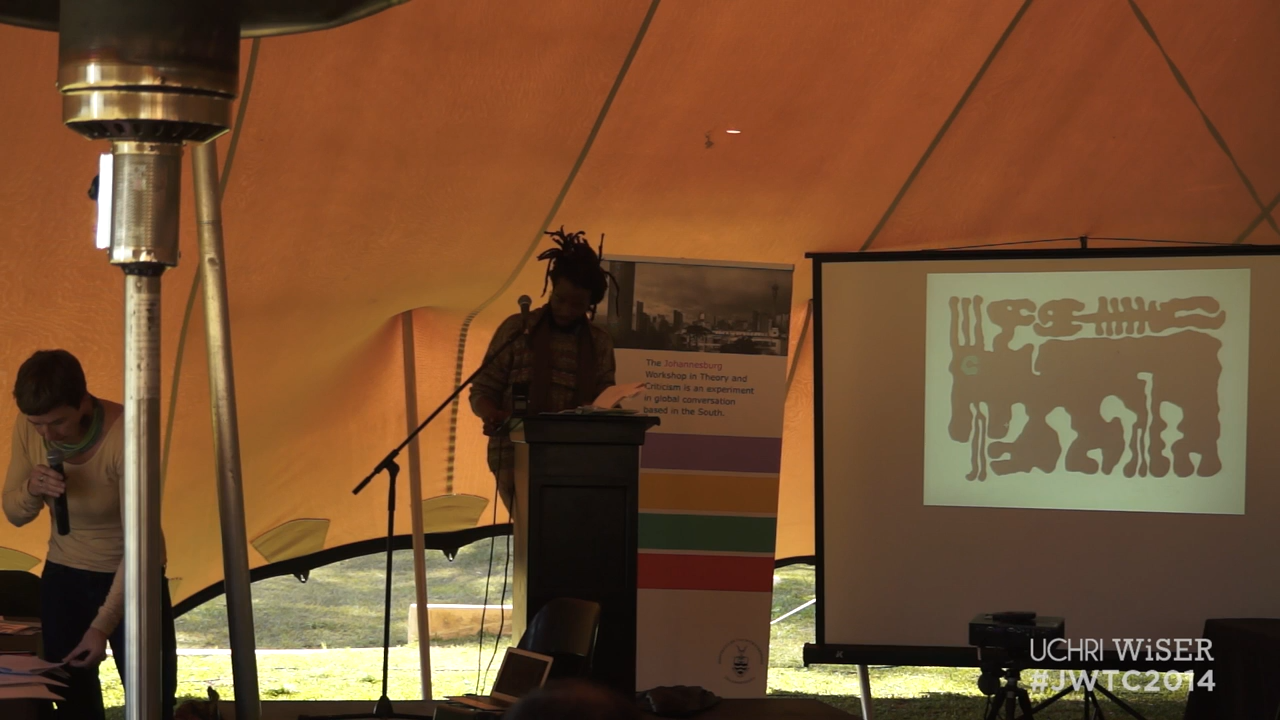 The Johannesburg
Workshop in Theory and
Criticism is an experiment
in global conversation
based in the South.
UCHRI WiSER
#JWTC2014